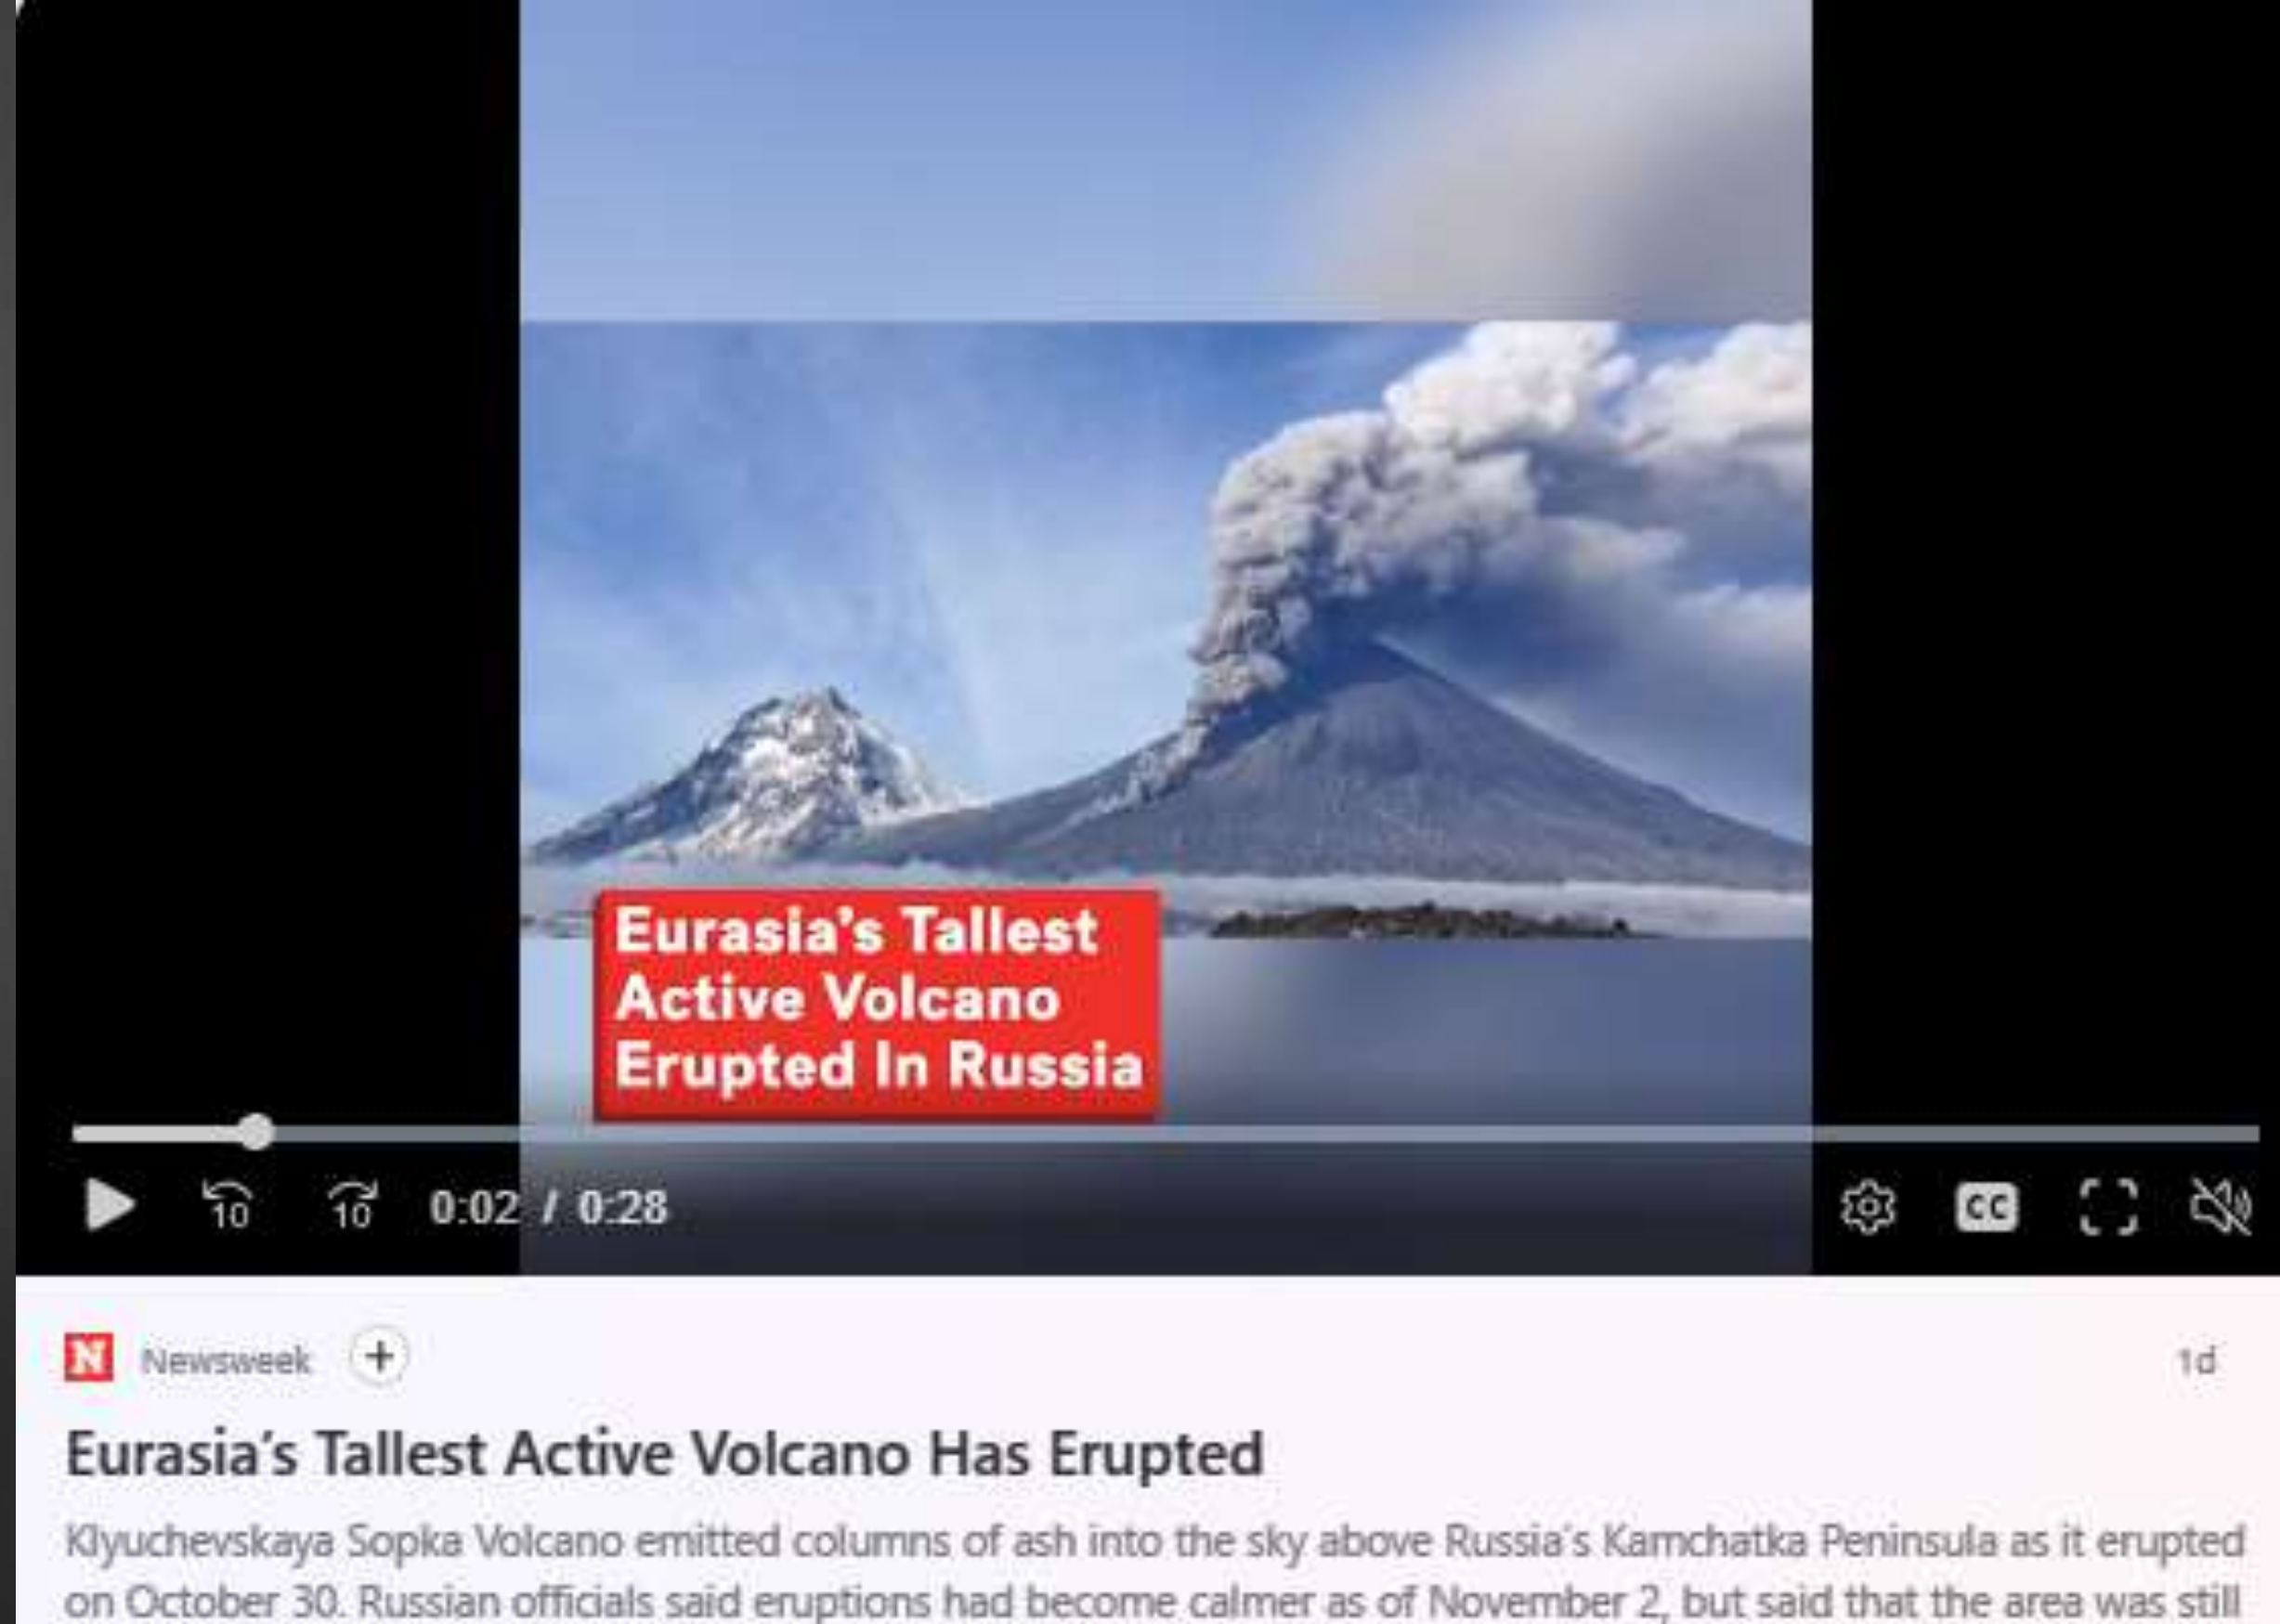 Eurasia's Tallest
Active Volcano
Erupted In Russia
10
10
0:02 / 0:28
CC
N
Newsweek
+
1d
Eurasia's Tallest Active Volcano Has Erupted
Klyuchevskaya Sopka Volcano emitted columns of ash into the sky above Russia's Kamchatka Peninsula as it erupted
on October 30. Russian officials said eruptions had become calmer as of November 2, but said that the area was still